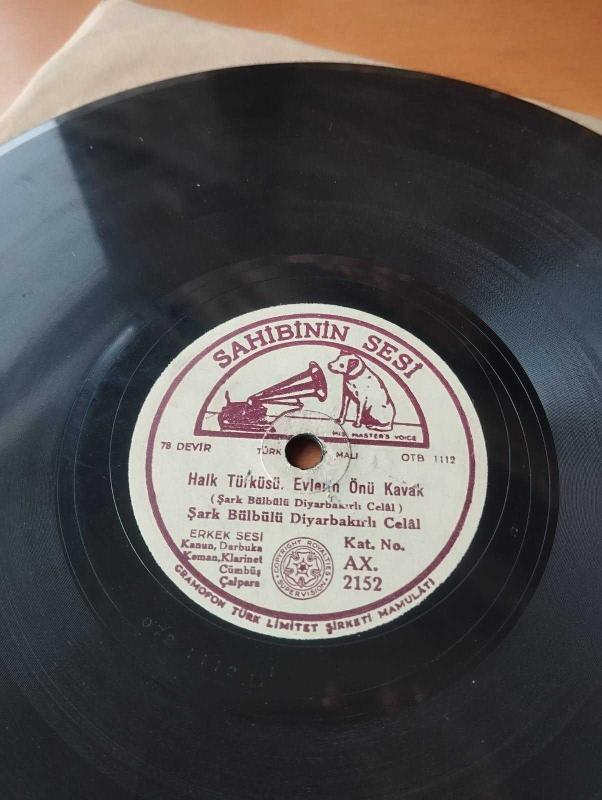 SAHİBİNİN SESİ
HIS MASTER'S VOICE
78 DEVİR TÜRK MALI OTB 1112
Halk Türküsü. Evlerin Önü Kavak
(Şark Bülbülü Diyarbakırlı Celâl)
Şark Bülbülü Diyarbakırlı Celâl
ERKEK SESİ
Kanun, Darbuka
Keman, Klarinet
Cümbüş
Çalpara
COPYRIGHT ROYALTIES
SUPERVISION
Kat. No.
AX.
2152
GRAMOFON TÜRK LİMİTET ŞİRKETİ MAMULÂTI